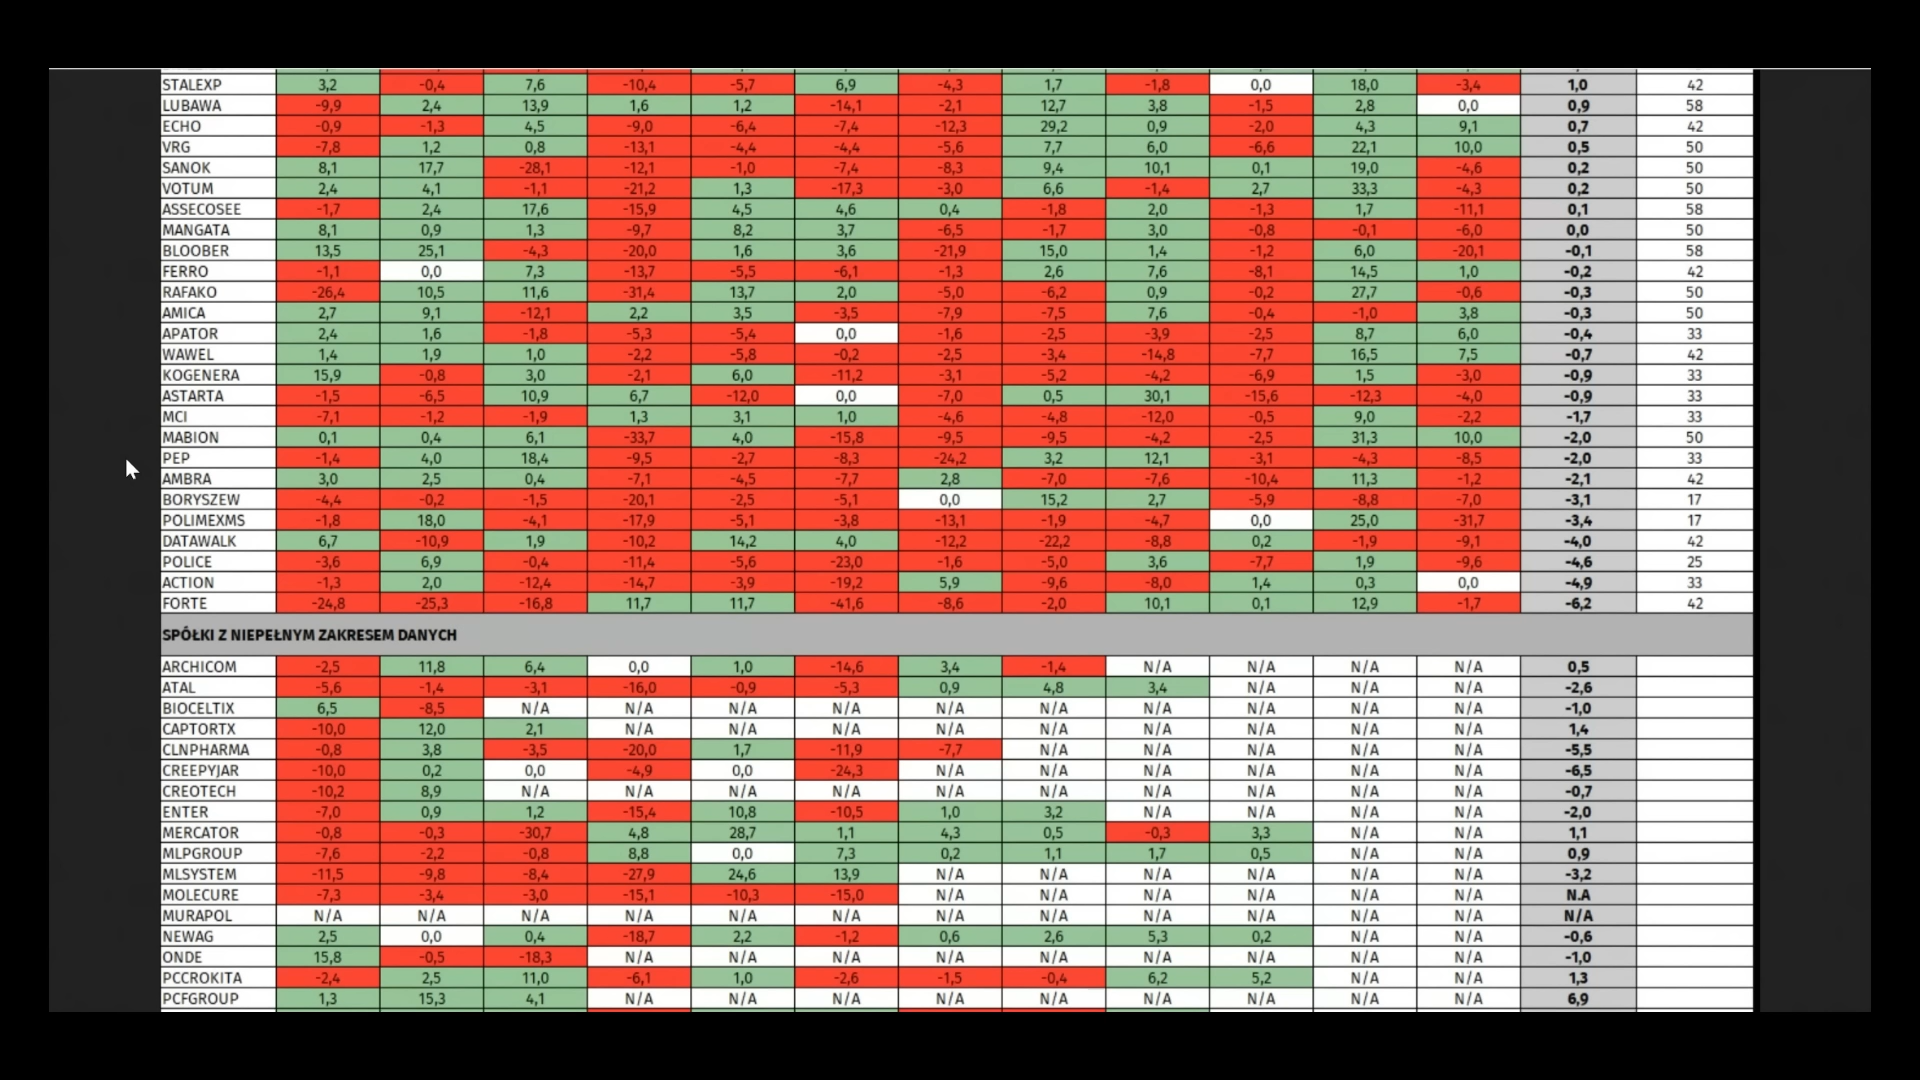 STALEXP 3,2 -0,4 7,6 -10,4 -5,7 6,9 -4,3 1,7 -1,8 0,0 18,0 -3,4 1,0 42
LUBAWA -9,9 2,4 13,9 1,6 1,2 -14,1 -2,1 12,7 3,8 -1,5 2,8 0,0 0,9 58
ECHO -0,9 -1,3 4,5 -9,0 -6,4 -7,4 -12,3 29,2 0,9 -2,0 4,3 9,1 0,7 42
VRG -7,8 1,2 0,8 -13,1 -4,4 -4,4 -5,6 7,7 6,0 -6,6 22,1 10,0 0,5 50
SANOK 8,1 17,7 -28,1 -12,1 -1,0 -7,4 -8,3 9,4 10,1 0,1 19,0 -4,6 0,2 50
VOTUM 2,4 4,1 -1,1 -21,2 1,3 -17,3 -3,0 6,6 -1,4 2,7 33,3 -4,3 0,2 50
ASSECOSEE -1,7 2,4 17,6 -15,9 4,5 4,6 0,4 -1,8 2,0 -1,3 1,7 -11,1 0,1 58
MANGATA 8,1 0,9 1,3 -9,7 8,2 3,7 -6,5 -1,7 3,0 -0,8 -0,1 -6,0 0,0 50
BLOOBER 13,5 25,1 -4,3 -20,0 1,6 3,6 -21,9 15,0 1,4 -1,2 6,0 -20,1 -0,1 58
FERRO -1,1 0,0 7,3 -13,7 -5,5 -6,1 -1,3 2,6 7,6 -8,1 14,5 1,0 -0,2 42
RAFAKO -26,4 10,5 11,6 -31,4 13,7 2,0 -5,0 -6,2 0,9 -0,2 27,7 -0,6 -0,3 50
AMICA 2,7 9,1 -12,1 2,2 3,5 -3,5 -7,9 -7,5 7,6 -0,4 -1,0 3,8 -0,3 50
APATOR 2,4 1,6 -1,8 -5,3 -5,4 0,0 -1,6 -2,5 -3,9 -2,5 8,7 6,0 -0,4 33
WAWEL 1,4 1,9 1,0 -2,2 -5,8 -0,2 -2,5 -3,4 -14,8 -7,7 16,5 7,5 -0,7 42
KOGENERA 15,9 -0,8 3,0 -2,1 6,0 -11,2 -3,1 -5,2 -4,2 -6,9 1,5 -3,0 -0,9 33
ASTARTA -1,5 -6,5 10,9 6,7 -12,0 0,0 -7,0 0,5 30,1 -15,6 -12,3 -4,0 -0,9 33
MCI -7,1 -1,2 -1,9 1,3 3,1 1,0 -4,6 -4,8 -12,0 -0,5 9,0 -2,2 -1,7 33
MABION 0,1 0,4 6,1 -33,7 4,0 -15,8 -9,5 -9,5 -4,2 -2,5 31,3 10,0 -2,0 50
PEP -1,4 4,0 18,4 -9,5 -2,7 -8,3 -24,2 3,2 12,1 -3,1 -4,3 -8,5 -2,0 33
AMBRA 3,0 2,5 0,4 -7,1 -4,5 -7,7 2,8 -7,0 -7,6 -10,4 11,3 -1,2 -2,1 42
BORYSZEW -4,4 -0,2 -1,5 -20,1 -2,5 -5,1 0,0 15,2 2,7 -5,9 -8,8 -7,0 -3,1 17
POLIMEXMS -1,8 18,0 -4,1 -17,9 -5,1 -3,8 -13,1 -1,9 -4,7 0,0 25,0 -31,7 -3,4 17
DATAWALK 6,7 -10,9 1,9 -10,2 14,2 4,0 -12,2 -22,2 -8,8 0,2 -1,9 -9,1 -4,0 42
POLICE -3,6 6,9 -0,4 -11,4 -5,6 -23,0 -1,6 -5,0 3,6 -7,7 1,9 -9,6 -4,6 25
ACTION -1,3 2,0 -12,4 -14,7 -3,9 -19,2 5,9 -9,6 -8,0 1,4 0,3 0,0 -4,9 33
FORTE -24,8 -25,3 -16,8 11,7 11,7 -41,6 -8,6 -2,0 10,1 0,1 12,9 -1,7 -6,2 42
SPÓŁKI Z NIEPEŁNYM ZAKRESEM DANYCH
ARCHICOM -2,5 11,8 6,4 0,0 1,0 -14,6 3,4 -1,4 N/A N/A N/A N/A 0,5
ATAL -5,6 -1,4 -3,1 -16,0 -0,9 -5,3 0,9 4,8 3,4 N/A N/A N/A -2,6
BIOCELTIX 6,5 -8,5 N/A N/A N/A N/A N/A N/A N/A N/A N/A N/A -1,0
CAPTORTX -10,0 12,0 2,1 N/A N/A N/A N/A N/A N/A N/A N/A N/A 1,4
CLNPHARMA -0,8 3,8 -3,5 -20,0 1,7 -11,9 -7,7 N/A N/A N/A N/A N/A -5,5
CREEPYJAR -10,0 0,2 0,0 -4,9 0,0 -24,3 N/A N/A N/A N/A N/A N/A -6,5
CREOTECH -10,2 8,9 N/A N/A N/A N/A N/A N/A N/A N/A N/A N/A -0,7
ENTER -7,0 0,9 1,2 -15,4 10,8 -10,5 1,0 3,2 N/A N/A N/A N/A -2,0
MERCATOR -0,8 -0,3 -30,7 4,8 28,7 1,1 4,3 0,5 -0,3 3,3 N/A N/A 1,1
MLPGROUP -7,6 -2,2 -0,8 8,8 0,0 7,3 0,2 1,1 1,7 0,5 N/A N/A 0,9
MLSYSTEM -11,5 -9,8 -8,4 -27,9 24,6 13,9 N/A N/A N/A N/A N/A N/A -3,2
MOLECURE -7,3 -3,4 -3,0 -15,1 -10,3 -15,0 N/A N/A N/A N/A N/A N/A N.A
MURAPOL N/A N/A N/A N/A N/A N/A N/A N/A N/A N/A N/A N/A N/A
NEWAG 2,5 0,0 0,4 -18,7 2,2 -1,2 0,6 2,6 5,3 0,2 N/A N/A -0,6
ONDE 15,8 -0,5 -18,3 N/A N/A N/A N/A N/A N/A N/A N/A N/A -1,0
PCCROKITA -2,4 2,5 11,0 -6,1 1,0 -2,6 -1,5 -0,4 6,2 5,2 N/A N/A 1,3
PCFGROUP 1,3 15,3 4,1 N/A N/A N/A N/A N/A N/A N/A N/A N/A 6,9